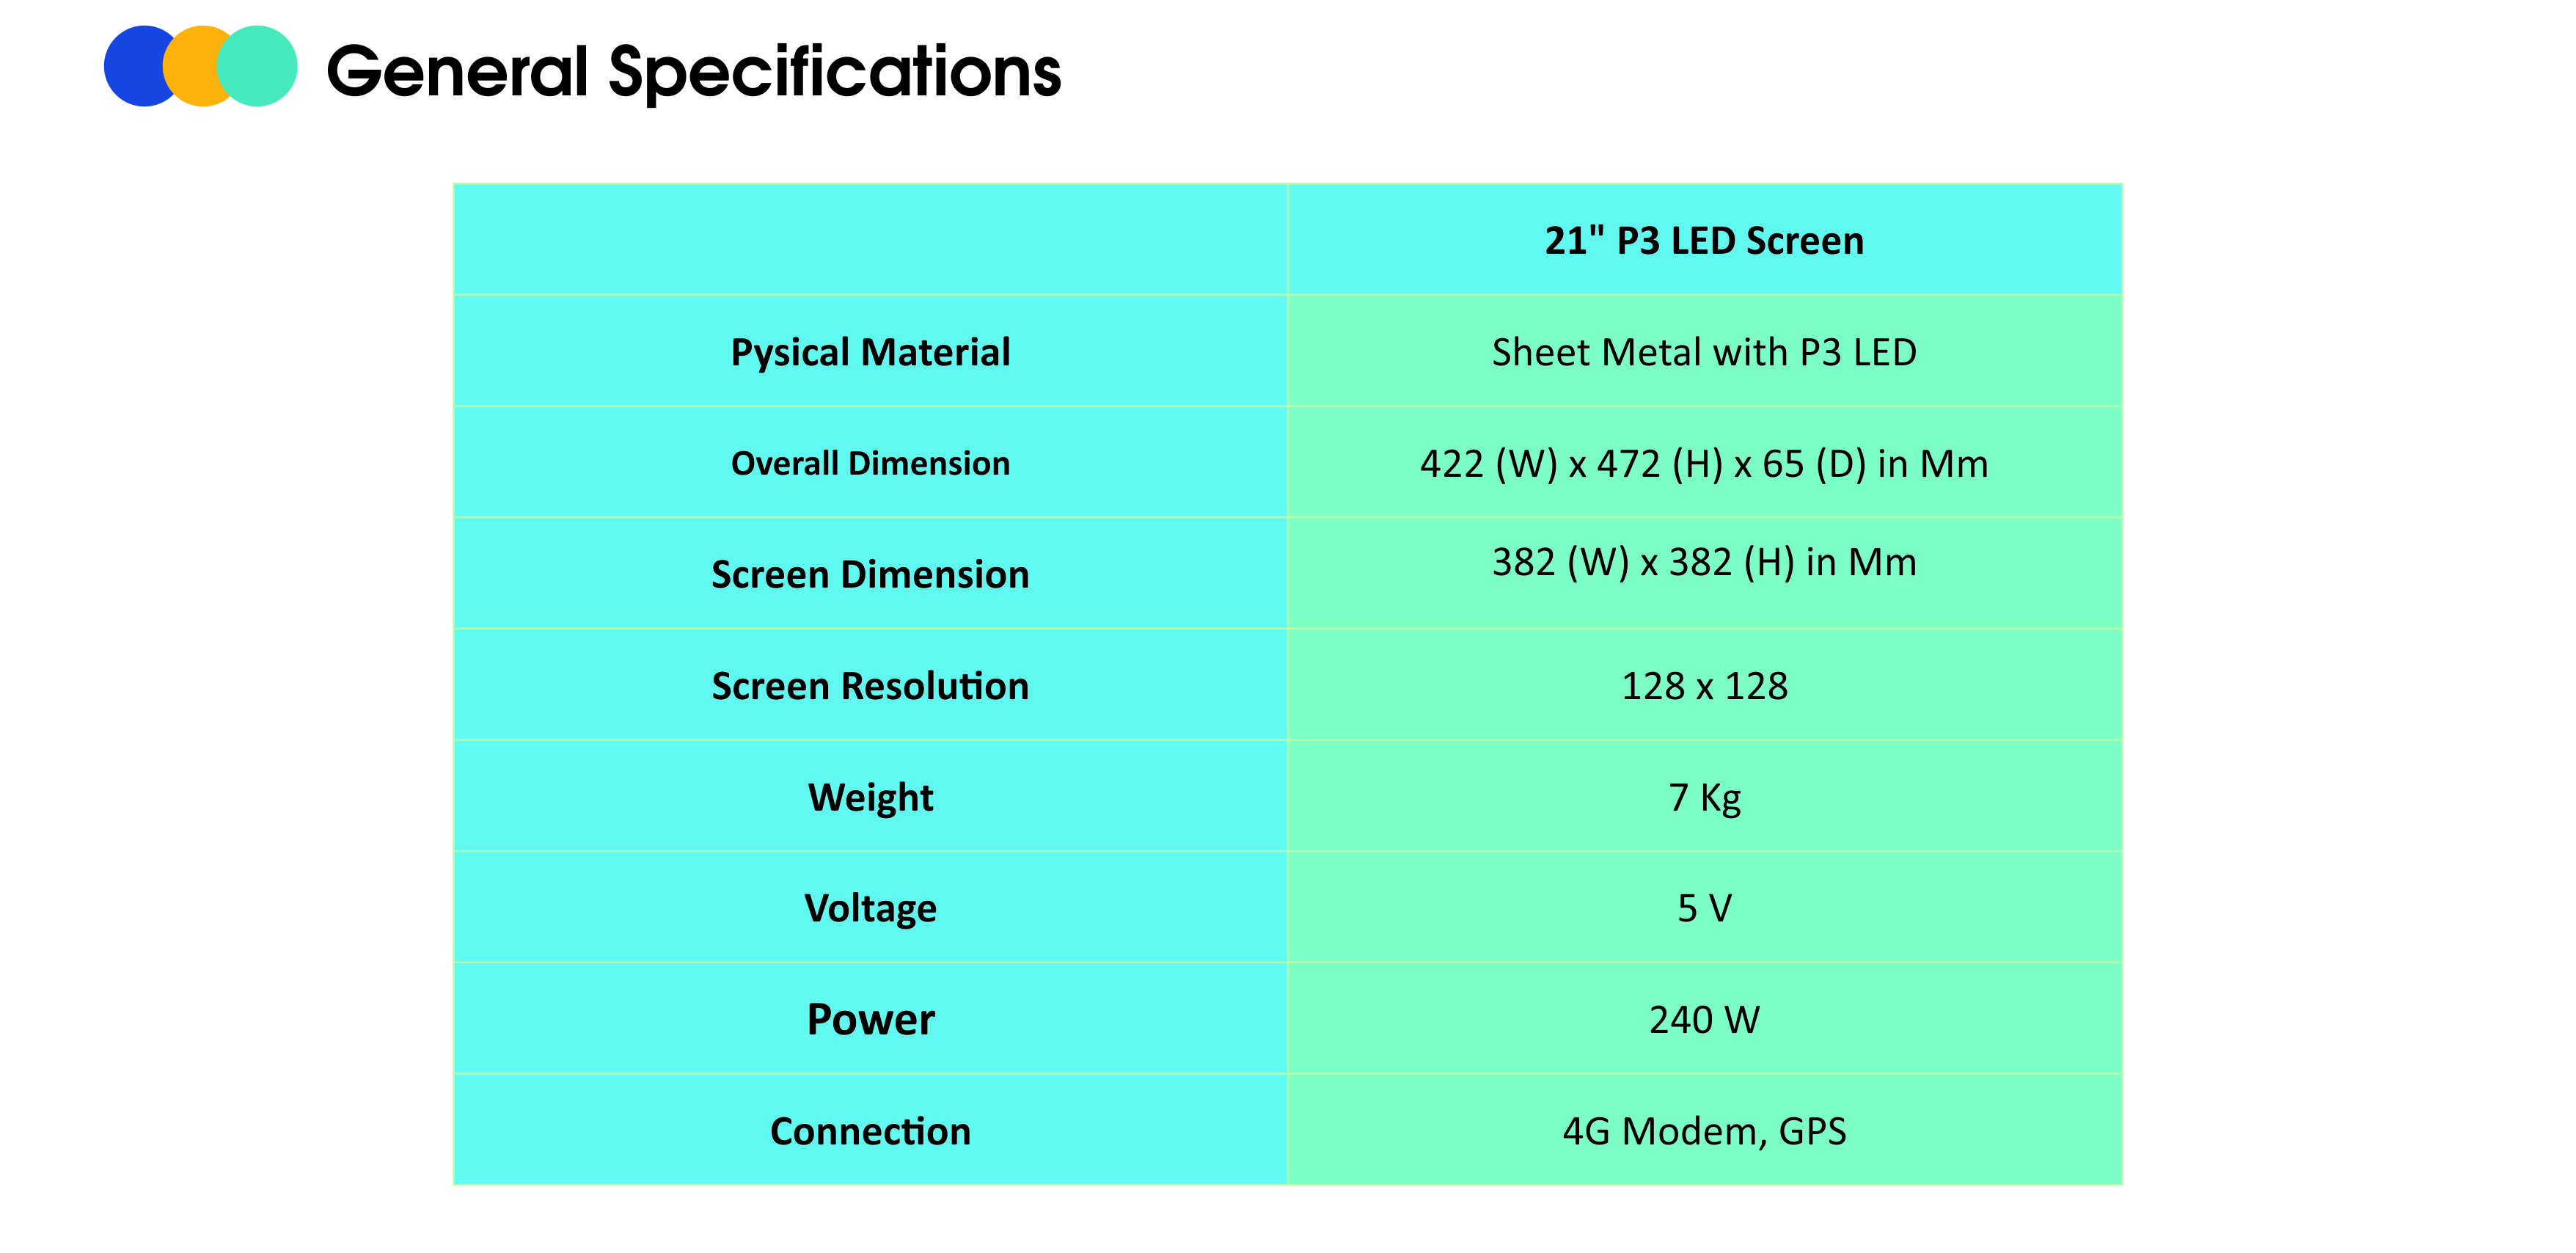 General Specifications
21" P3 LED Screen
Pysical Material
Sheet Metal with P3 LED
Overall Dimension
422 (W) x 472 (H) x 65 (D) in Mm
Screen Dimension
382 (W) x 382 (H) in Mm
Screen Resolution
128 x 128
Weight
7 Kg
Voltage
5 V
Power
240 W
Connection
4G Modem, GPS